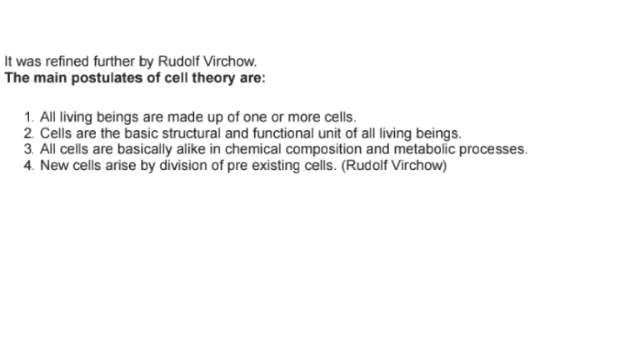 It was refined further by Rudolf Virchow.
The main postulates of cell theory are:
1. All living beings are made up of one or more cells.
2. Cells are the basic structural and functional unit of all living beings.
3. All cells are basically alike in chemical composition and metabolic processes.
4. New cells arise by division of pre existing cells. (Rudolf Virchow)